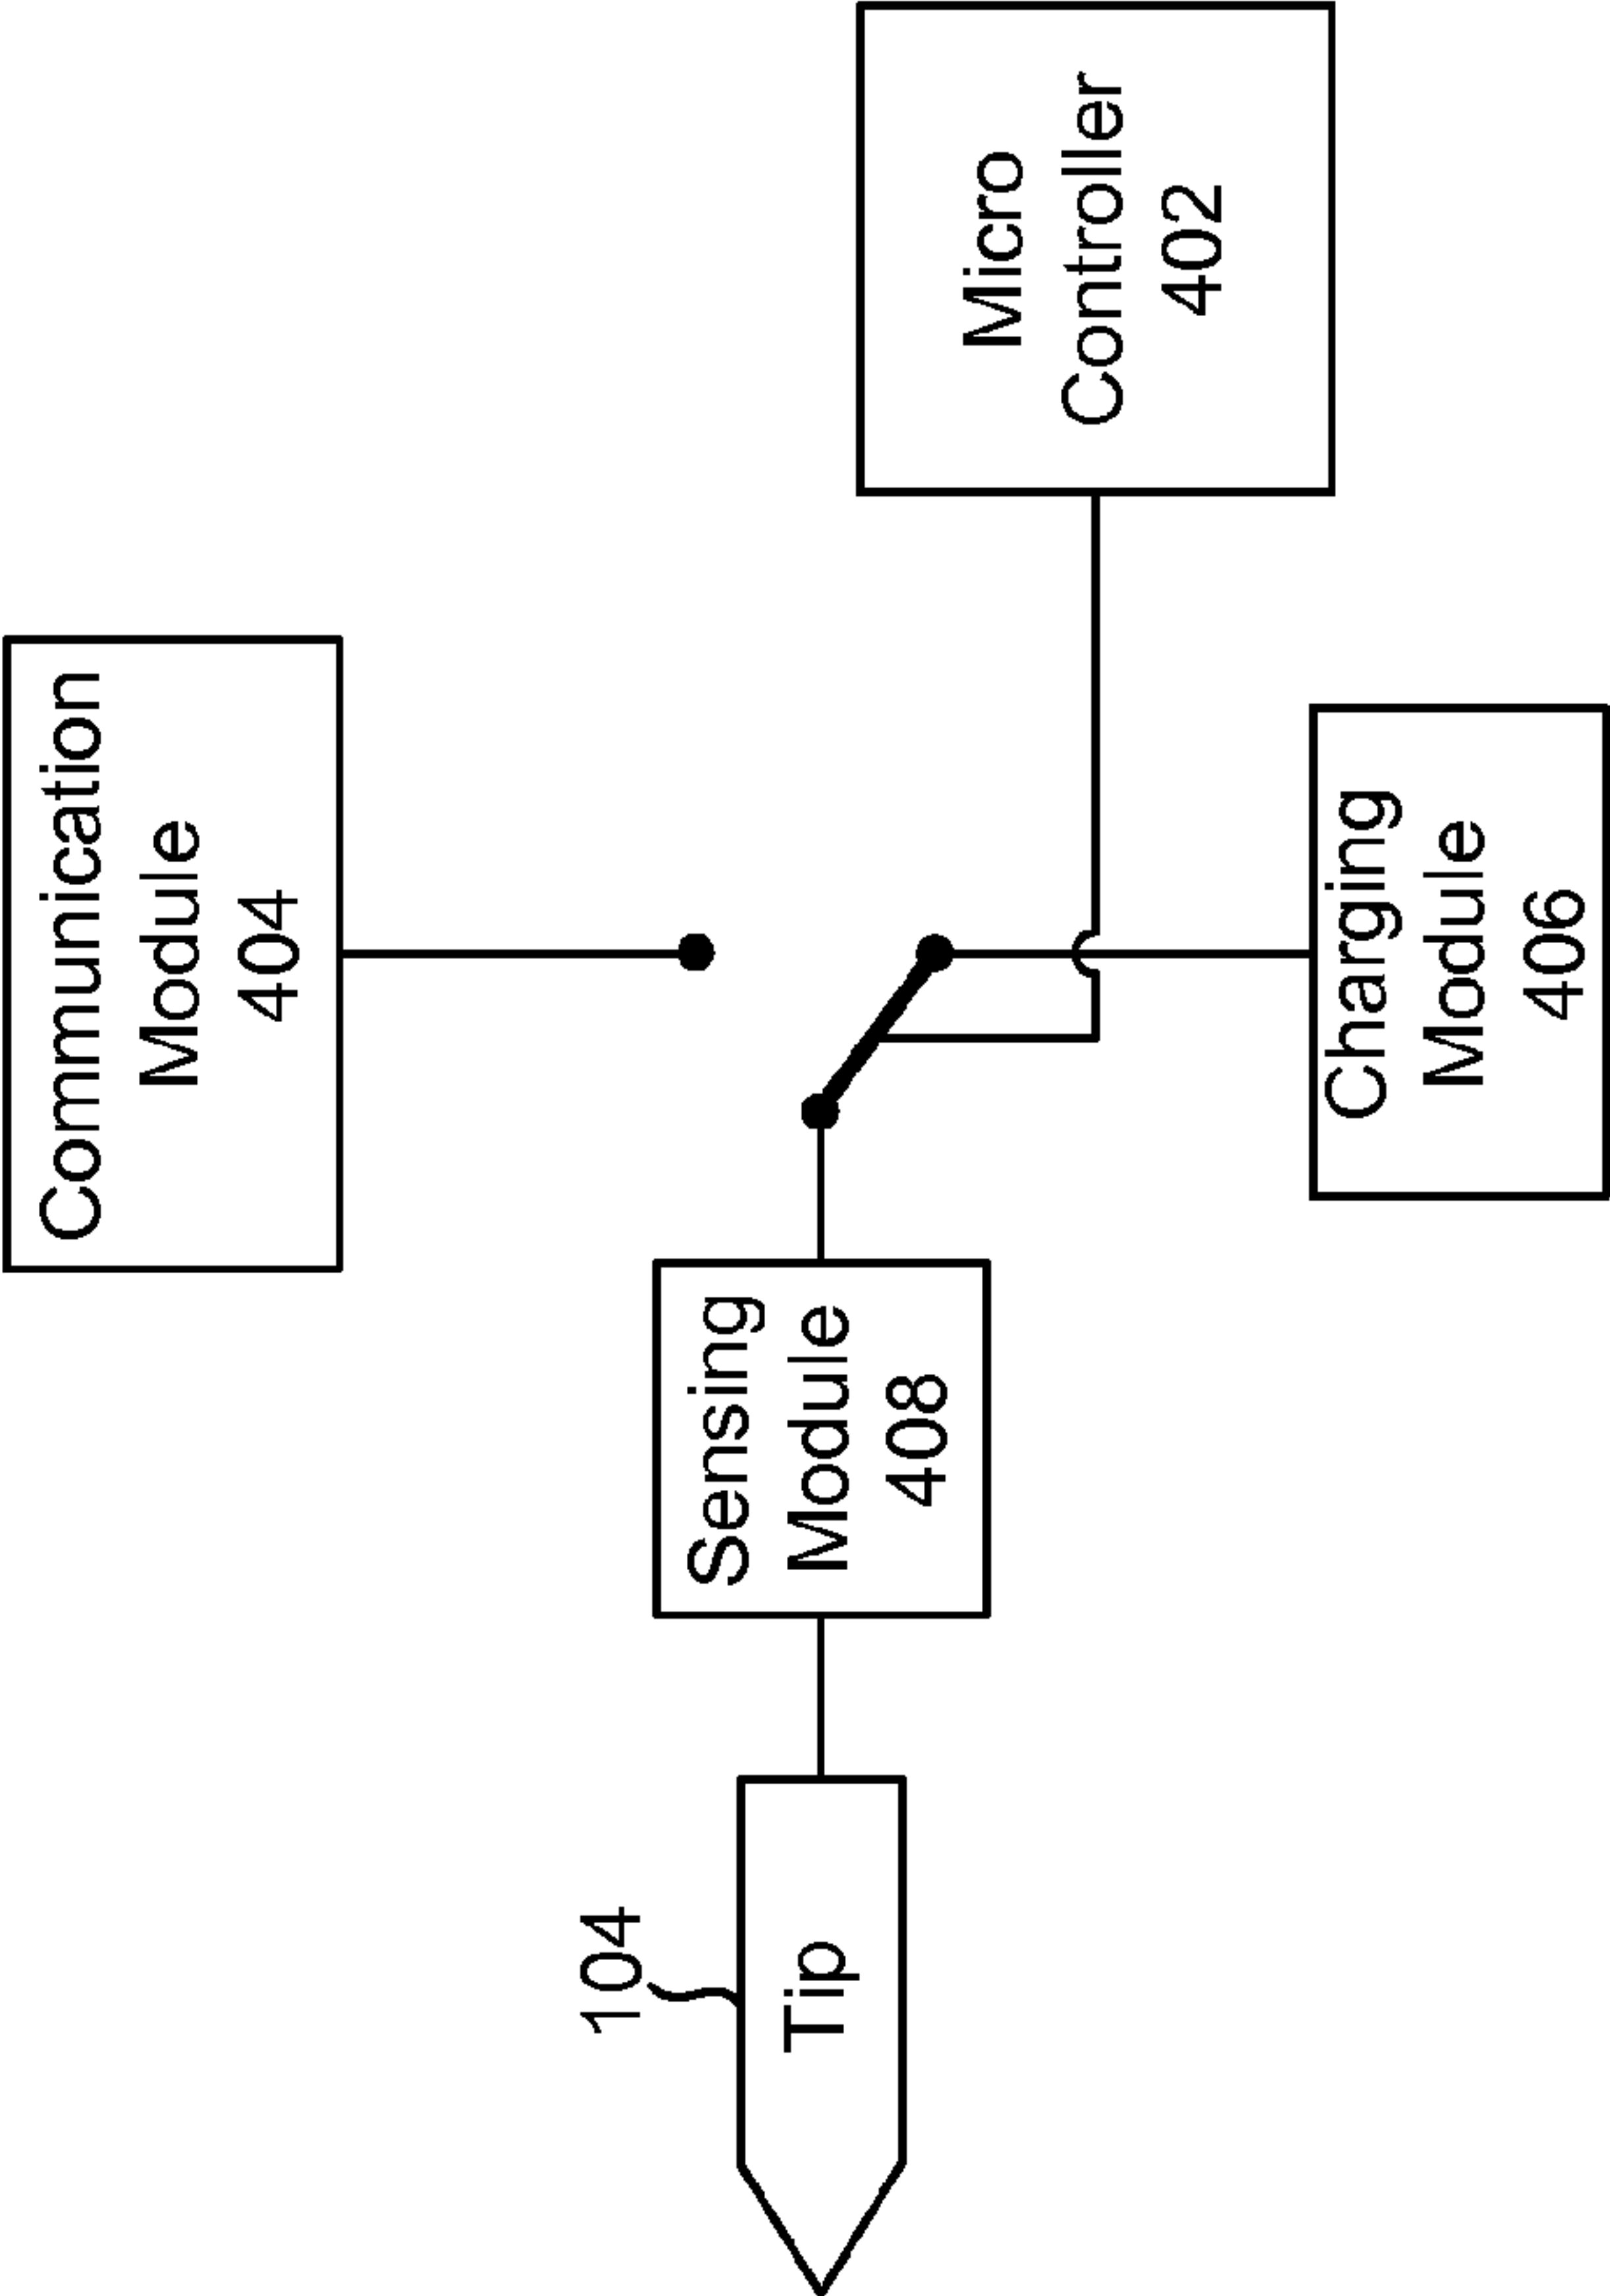 Communication
Module
404
Micro
Controller
402
Sensing
Module
408
Charging
Module
406
104
Tip